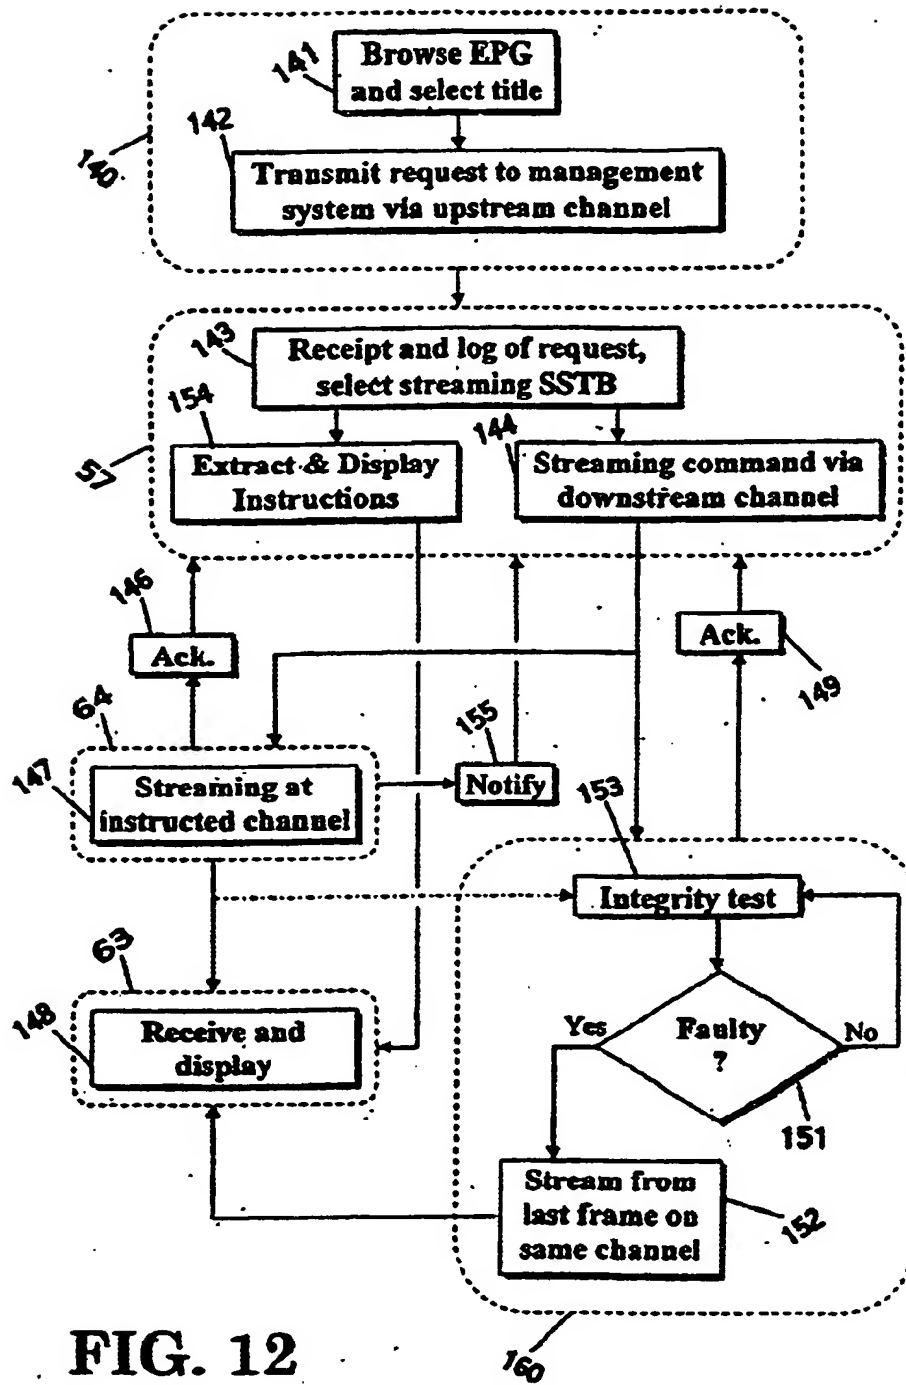 141
Browse EPG
and select title
142
Transmit request to management
system via upstream channel
140
143
Receipt and log of request,
select streaming SSTB
154
Extract & Display
Instructions
144
Streaming command via
downstream channel
57
146
Ack.
Ack.
149
64
147
Streaming at
instructed channel
155
Notify
153
Integrity test
63
148
Receive and
display
Yes
Faulty
?
No
151
Stream from
last frame on
same channel
152
160
FIG. 12